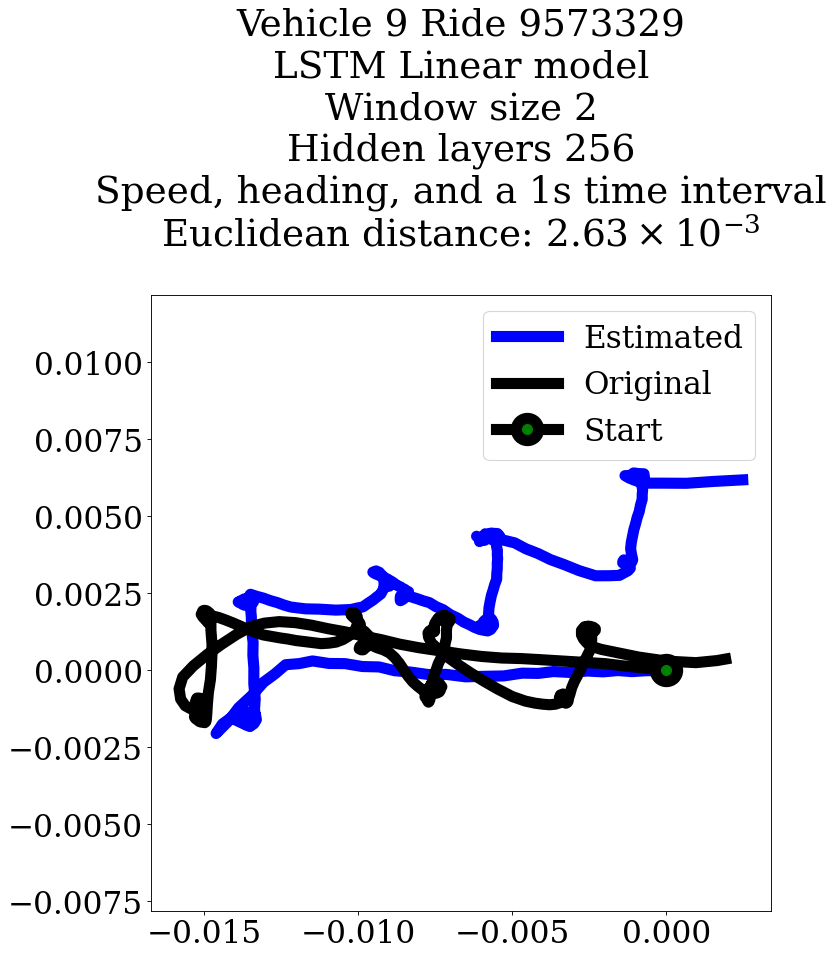 Vehicle 9 Ride 9573329
LSTM Linear model
Window size 2
Hidden layers 256
Speed, heading, and a 1s time interval
Euclidean distance: 2.63 × 10⁻³
Estimated
Original
Start
0.0100
0.0075
0.0050
0.0025
0.0000
−0.0025
−0.0050
−0.0075
−0.015 −0.010 −0.005 0.000